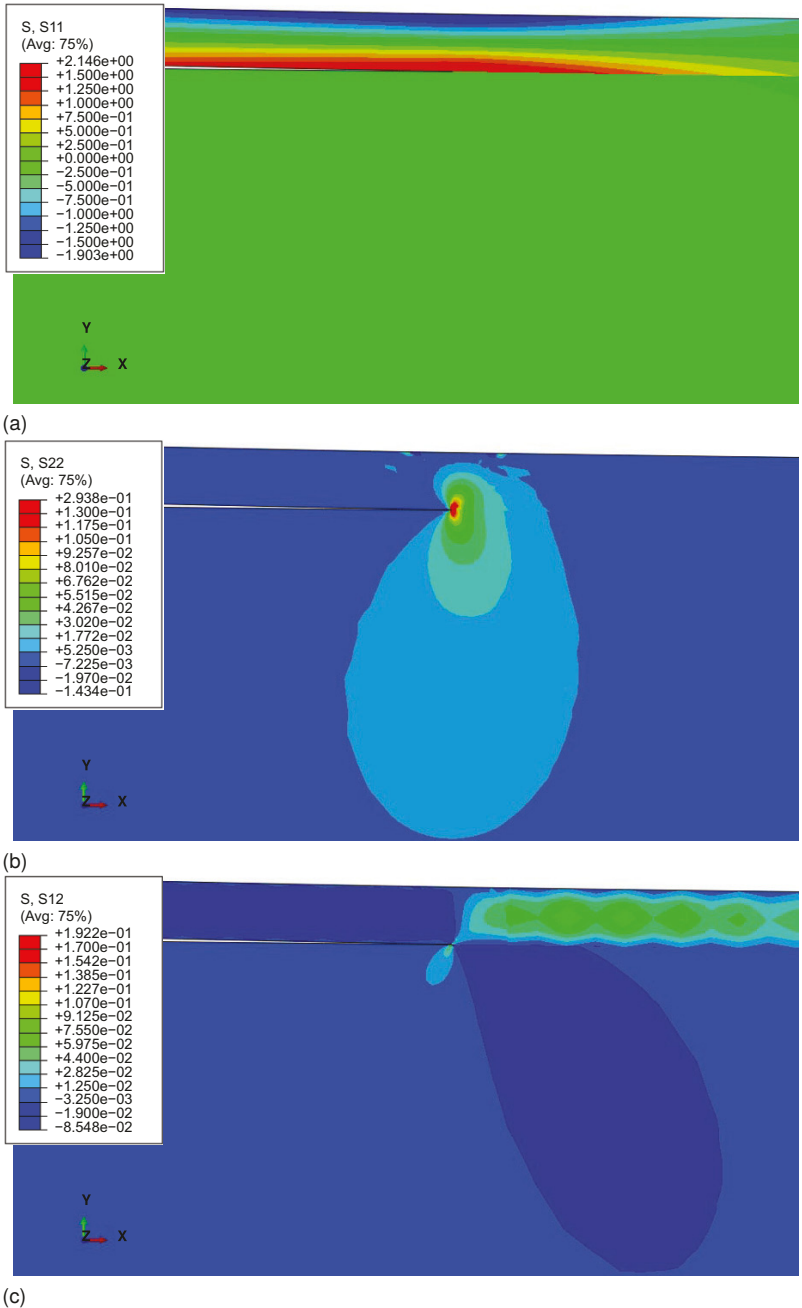 S, S11
(Avg: 75%)
+2.146e+00
+1.500e+00
+1.250e+00
+1.000e+00
+7.500e−01
+5.000e−01
+2.500e−01
+0.000e+00
−2.500e−01
−5.000e−01
−7.500e−01
−1.000e+00
−1.250e+00
−1.500e+00
−1.903e+00
Y
Z X
(a)
S, S22
(Avg: 75%)
+2.938e−01
+1.300e−01
+1.175e−01
+1.050e−01
+9.257e−02
+8.010e−02
+6.762e−02
+5.515e−02
+4.267e−02
+3.020e−02
+1.772e−02
+5.250e−03
−7.225e−03
−1.970e−02
−1.434e−01
Y
Z X
(b)
S, S12
(Avg: 75%)
+1.922e−01
+1.700e−01
+1.542e−01
+1.385e−01
+1.227e−01
+1.070e−01
+9.125e−02
+7.550e−02
+5.975e−02
+4.400e−02
+2.825e−02
+1.250e−02
−3.250e−03
−1.900e−02
−8.548e−02
Y
Z X
(c)